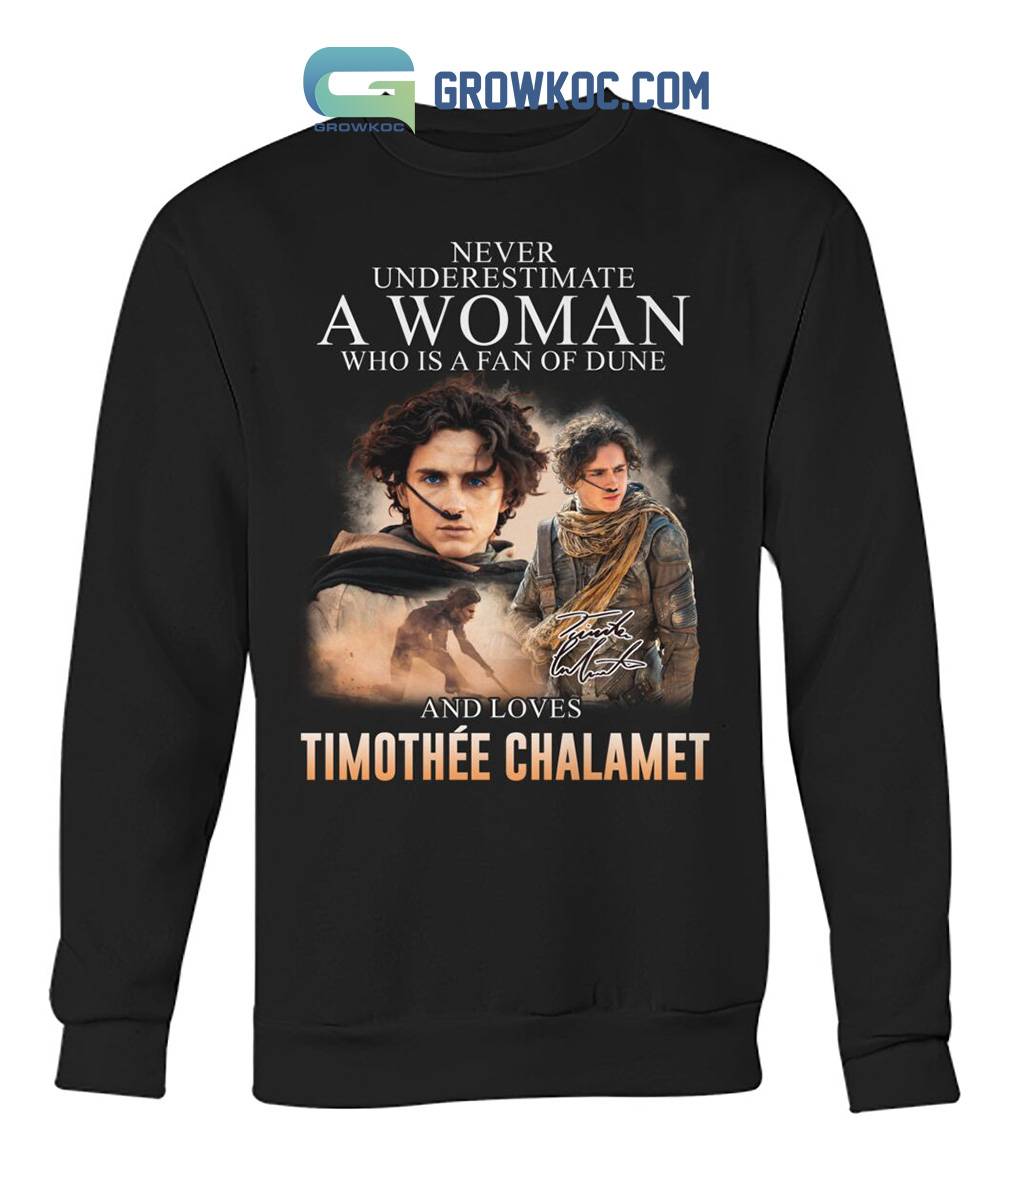 GROWKOC.COM
GROWKOC
NEVER
UNDERESTIMATE
A WOMAN
WHO IS A FAN OF DUNE
AND LOVES
TIMOTHÉE CHALAMET